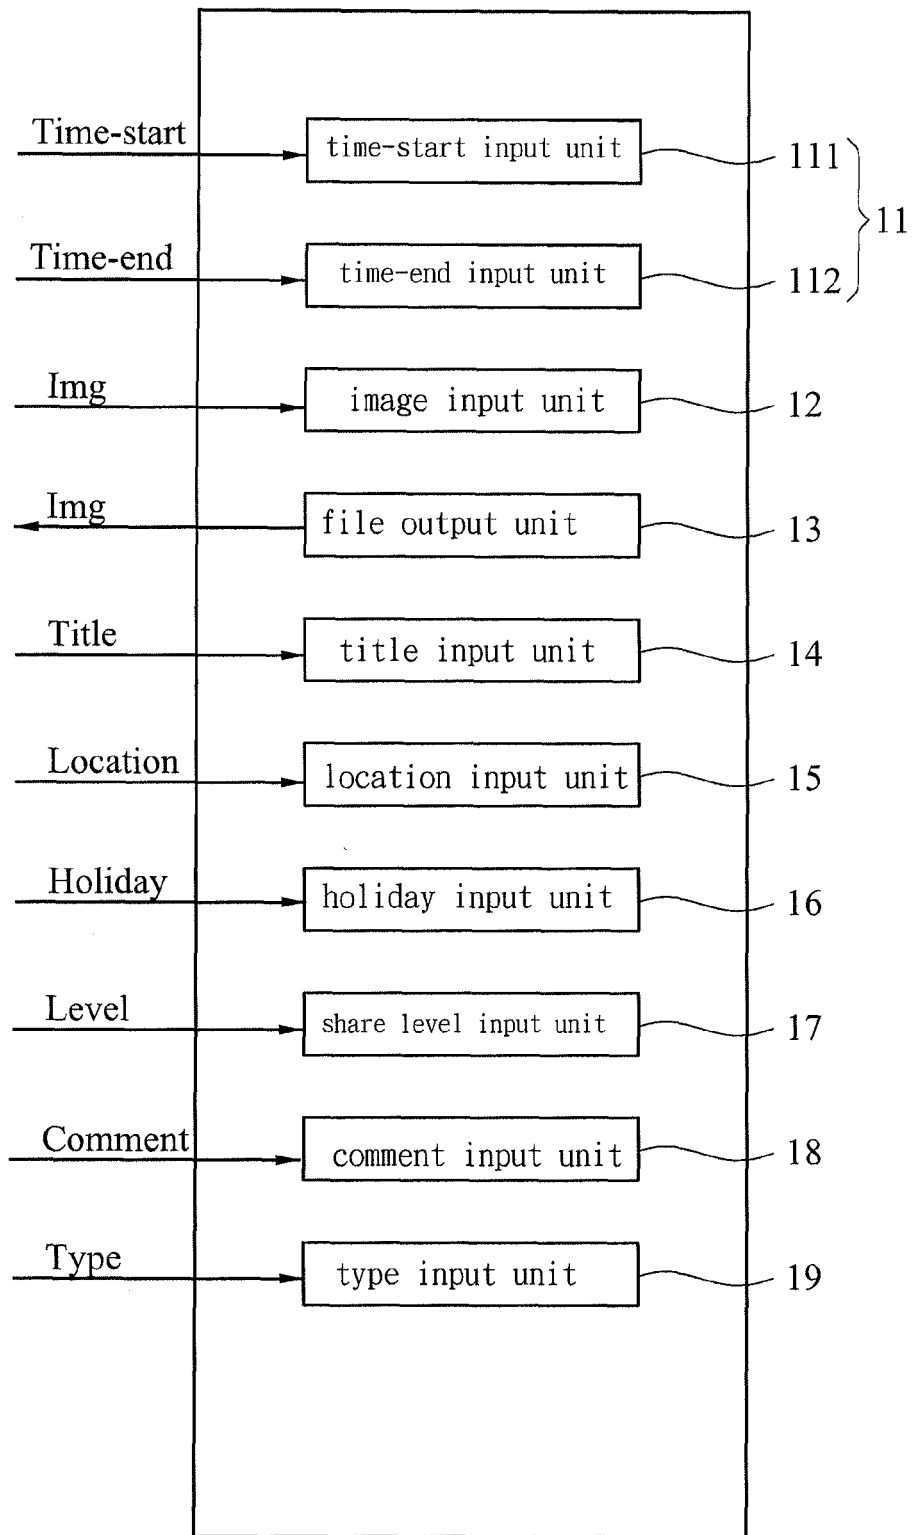 Time-start
time-start input unit
111
11
Time-end
time-end input unit
112
Img
image input unit
12
Img
file output unit
13
Title
title input unit
14
Location
location input unit
15
Holiday
holiday input unit
16
Level
share level input unit
17
Comment
comment input unit
18
Type
type input unit
19